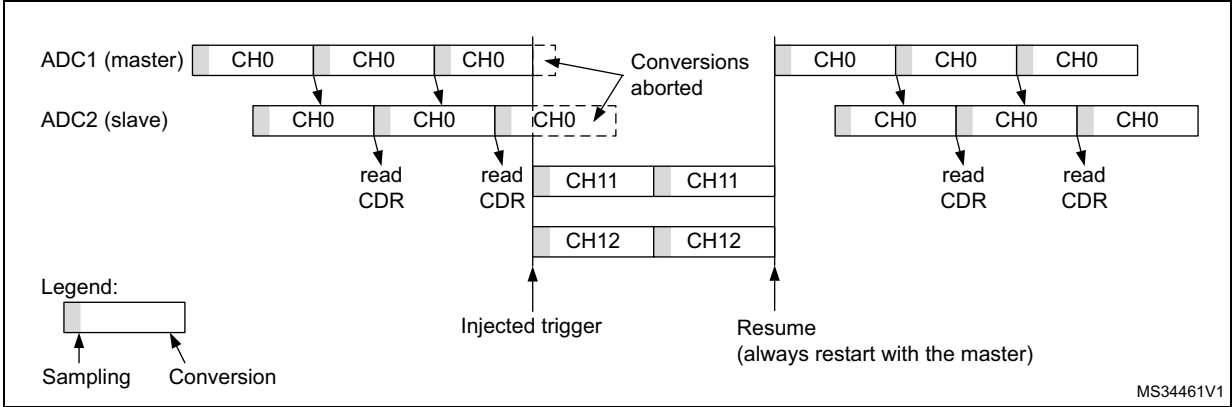 ADC1 (master) CH0 CH0 CH0 Conversions aborted CH0 CH0 CH0
ADC2 (slave) CH0 CH0 CH0 CH0 CH0 CH0
read CDR read CDR read CDR read CDR
CH11 CH11
CH12 CH12
Legend:
Injected trigger
Resume
(always restart with the master)
Sampling Conversion
MS34461V1